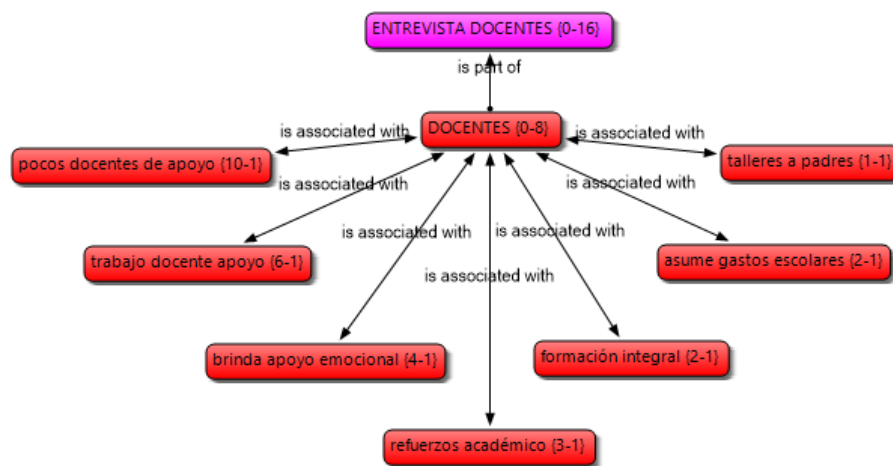 ENTREVISTA DOCENTES {0-16}
is part of
DOCENTES {0-8}
is associated with
is associated with
pocos docentes de apoyo {10-1}
talleres a padres {1-1}
is associated with
is associated with
trabajo docente apoyo {6-1}
asume gastos escolares {2-1}
is associated with
is associated with
is associated with
brinda apoyo emocional {4-1}
formación integral {2-1}
refuerzos académico {3-1}